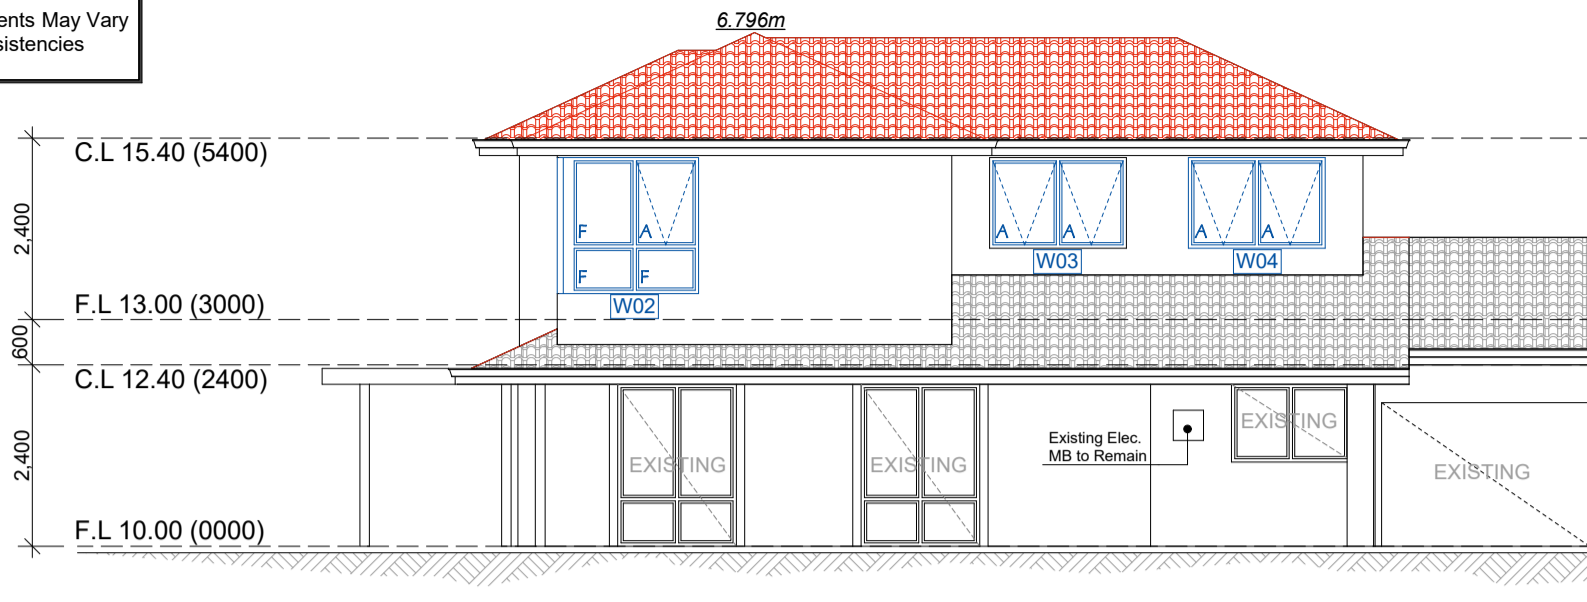 ents May Vary
sistencies
6.796m
C.L 15.40 (5400)
2,400
F
A
F
F
W02
A
A
W03
A
A
W04
F.L 13.00 (3000)
600
C.L 12.40 (2400)
2,400
EXISTING
EXISTING
Existing Elec.
MB to Remain
EXISTING
EXISTING
F.L 10.00 (0000)